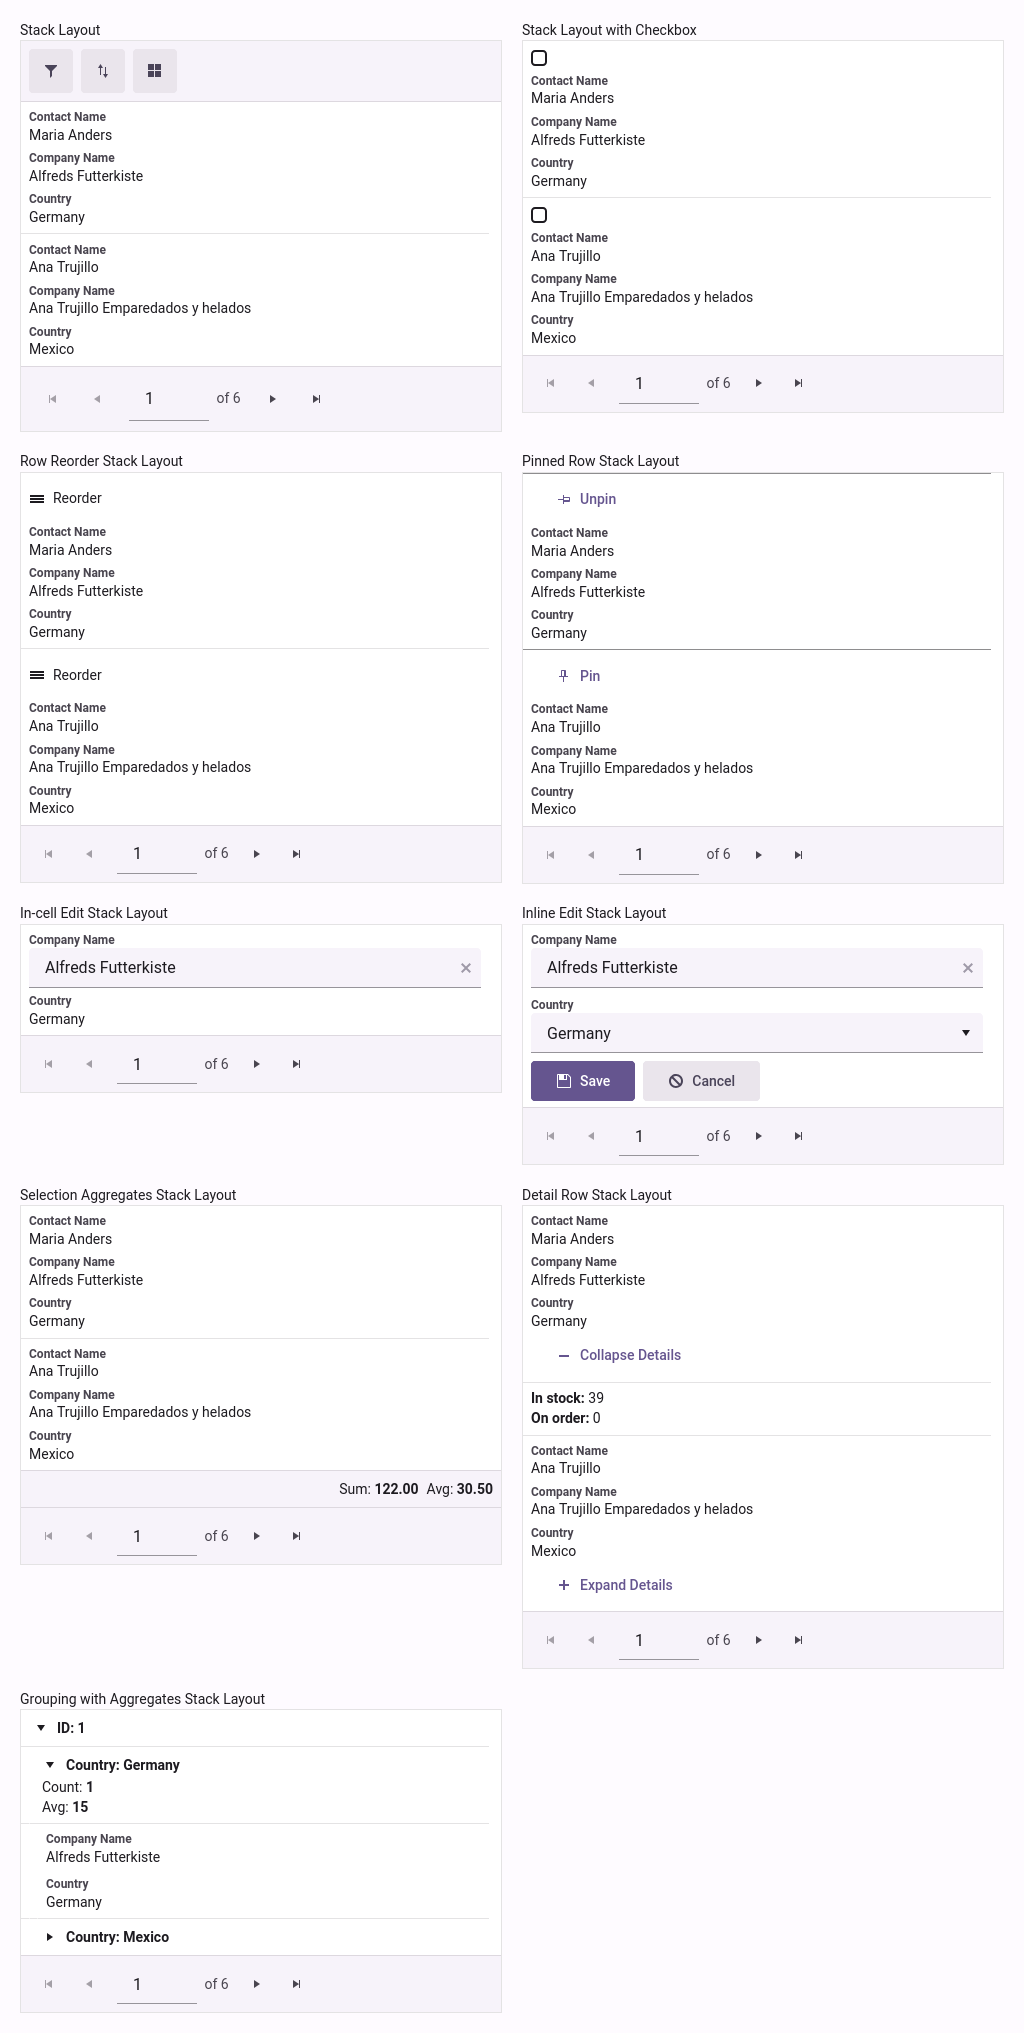 Stack Layout
Contact Name
Maria Anders
Company Name
Alfreds Futterkiste
Country
Germany
Contact Name
Ana Trujillo
Company Name
Ana Trujillo Emparedados y helados
Country
Mexico
1 of 6
Stack Layout with Checkbox
Contact Name
Maria Anders
Company Name
Alfreds Futterkiste
Country
Germany
Contact Name
Ana Trujillo
Company Name
Ana Trujillo Emparedados y helados
Country
Mexico
1 of 6
Row Reorder Stack Layout
Reorder
Contact Name
Maria Anders
Company Name
Alfreds Futterkiste
Country
Germany
Reorder
Contact Name
Ana Trujillo
Company Name
Ana Trujillo Emparedados y helados
Country
Mexico
1 of 6
Pinned Row Stack Layout
Unpin
Contact Name
Maria Anders
Company Name
Alfreds Futterkiste
Country
Germany
Pin
Contact Name
Ana Trujillo
Company Name
Ana Trujillo Emparedados y helados
Country
Mexico
1 of 6
In-cell Edit Stack Layout
Company Name
Alfreds Futterkiste
Country
Germany
1 of 6
Inline Edit Stack Layout
Company Name
Alfreds Futterkiste
Country
Germany
Save Cancel
1 of 6
Selection Aggregates Stack Layout
Contact Name
Maria Anders
Company Name
Alfreds Futterkiste
Country
Germany
Contact Name
Ana Trujillo
Company Name
Ana Trujillo Emparedados y helados
Country
Mexico
Sum: 122.00 Avg: 30.50
1 of 6
Detail Row Stack Layout
Contact Name
Maria Anders
Company Name
Alfreds Futterkiste
Country
Germany
Collapse Details
In stock: 39
On order: 0
Contact Name
Ana Trujillo
Company Name
Ana Trujillo Emparedados y helados
Country
Mexico
Expand Details
1 of 6
Grouping with Aggregates Stack Layout
ID: 1
Country: Germany
Count: 1
Avg: 15
Company Name
Alfreds Futterkiste
Country
Germany
Country: Mexico
1 of 6